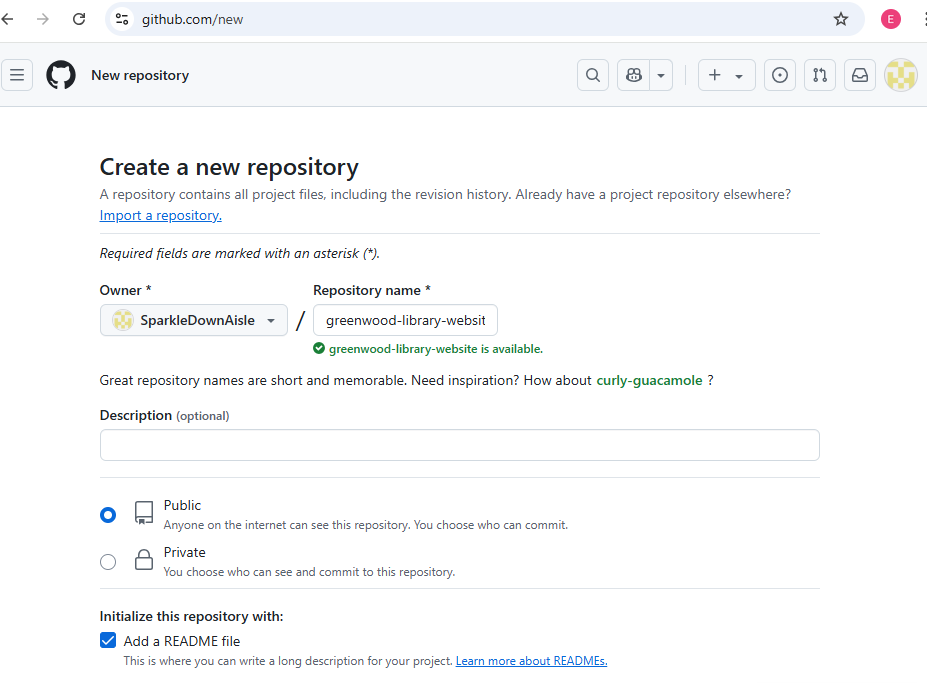 github.com/new
E
New repository
Create a new repository
A repository contains all project files, including the revision history. Already have a project repository elsewhere?
Import a repository.
Required fields are marked with an asterisk (*).
Owner * Repository name *
SparkleDownAisle / greenwood-library-websit
greenwood-library-website is available.
Great repository names are short and memorable. Need inspiration? How about curly-guacamole ?
Description (optional)
Public
Anyone on the internet can see this repository. You choose who can commit.
Private
You choose who can see and commit to this repository.
Initialize this repository with:
Add a README file
This is where you can write a long description for your project. Learn more about READMEs.